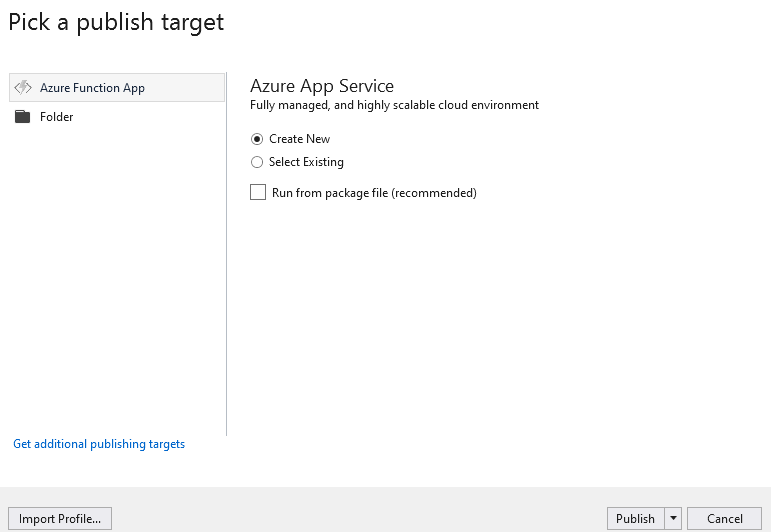 Pick a publish target
Azure Function App
Folder
Azure App Service
Fully managed, and highly scalable cloud environment
Create New
Select Existing
Run from package file (recommended)
Get additional publishing targets
Import Profile...
Publish
Cancel